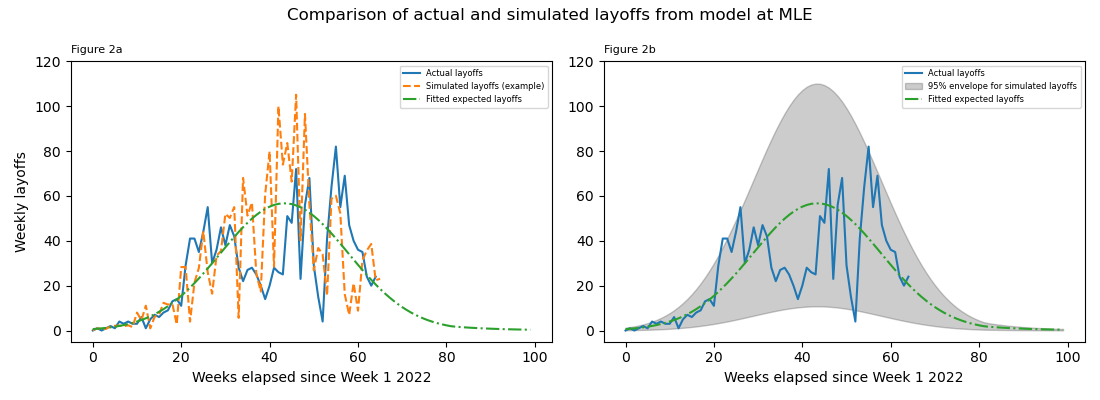 Comparison of actual and simulated layoffs from model at MLE
Figure 2a
Weekly layoffs
120
100
80
60
40
20
0
Actual layoffs
Simulated layoffs (example)
Fitted expected layoffs
0 20 40 60 80 100
Weeks elapsed since Week 1 2022
Figure 2b
120
100
80
60
40
20
0
Actual layoffs
95% envelope for simulated layoffs
Fitted expected layoffs
0 20 40 60 80 100
Weeks elapsed since Week 1 2022